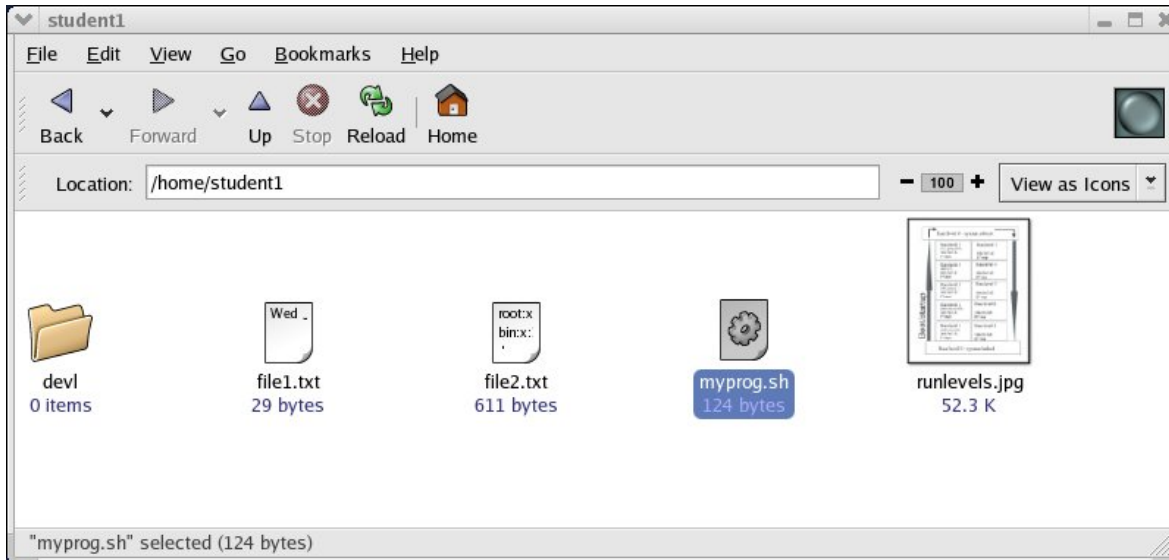 student1
File Edit View Go Bookmarks Help
Back Forward Up Stop Reload Home
Location: /home/student1 100 View as Icons
Wed
root:x
bin:x:
devl file1.txt file2.txt myprog.sh runlevels.jpg
0 items 29 bytes 611 bytes 124 bytes 52.3 K
"myprog.sh" selected (124 bytes)